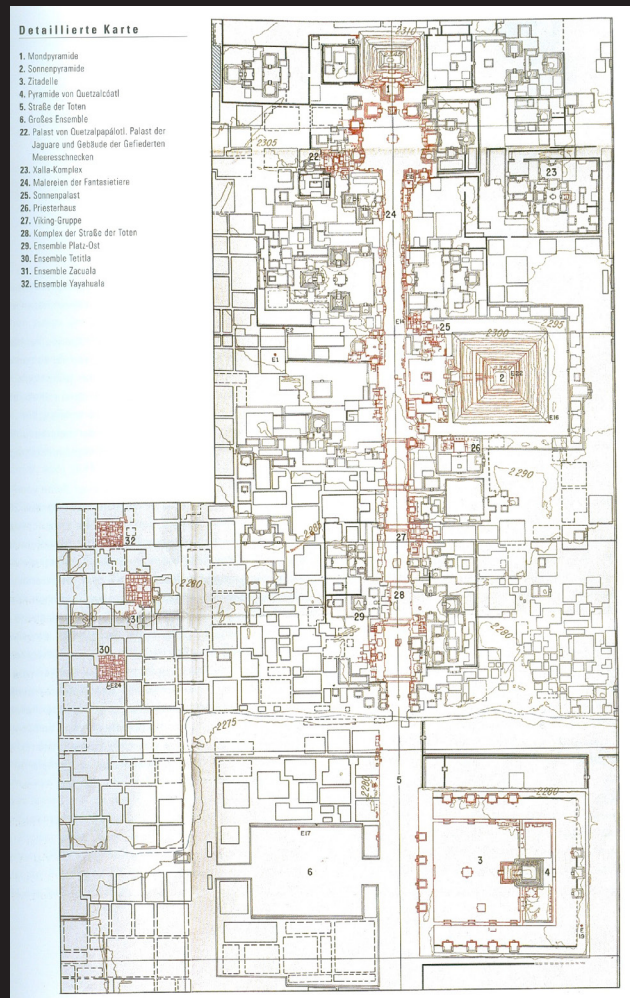 Detaillierte Karte
1. Mondpyramide
2. Sonnenpyramide
3. Zitadelle
4. Pyramide von Quetzalcóatl
5. Straße der Toten
6. Großes Ensemble
22. Palast von Quetzalpapálotl, Palast der
Jaguare und Gebäude der Gefiederten
Meeresschnecken
23. Xalla-Komplex
24. Malereien der Fantasietiere
25. Sonnenpalast
26. Priesterhaus
27. Viking-Gruppe
28. Komplex der Straße der Toten
29. Ensemble Platz-Ost
30. Ensemble Tetitla
31. Ensemble Zacuala
32. Ensemble Yayahuala
2310
E5
1
2305
22
23
24
E14
25
2295
2300
E2
E1
2
E16
26
2290
32
27
2280
31
28
29
2280
30
EE24
2275
5
2280
2280
E17
6
3
4